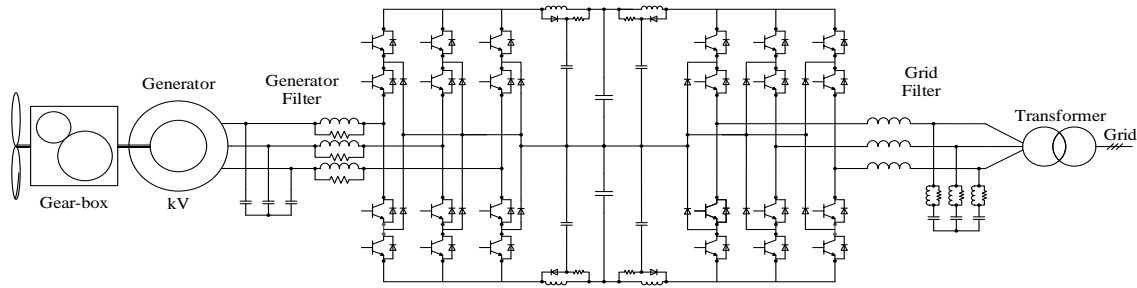 Generator
Generator
Filter
Grid
Filter
Transformer
Grid
Gear-box
kV